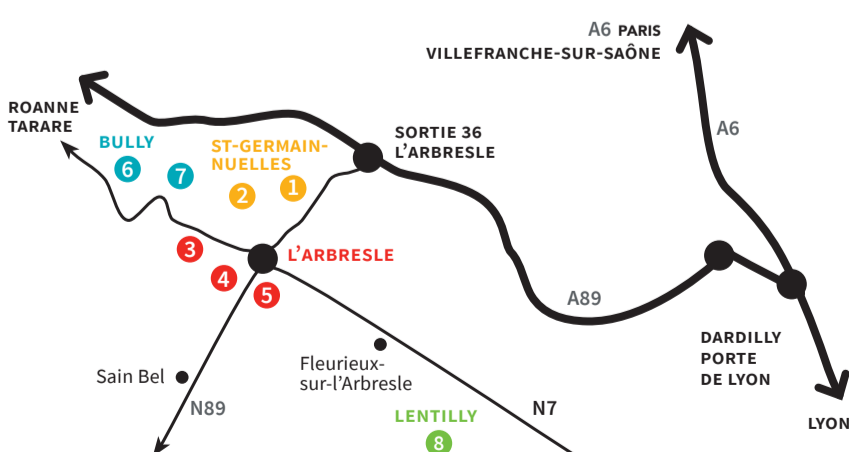 A6 PARIS
VILLEFRANCHE-SUR-SAÔNE
ROANNE
TARARE
A6
SORTIE 36
L’ARBRESLE
BULLY
ST-GERMAIN-
NUELLES
6
7
2
1
3
L’ARBRESLE
4
5
A89
DARDILLY
PORTE
DE LYON
Fleurieux-
sur-l’Arbresle
Sain Bel
N89
N7
LENTILLY
8
LYON